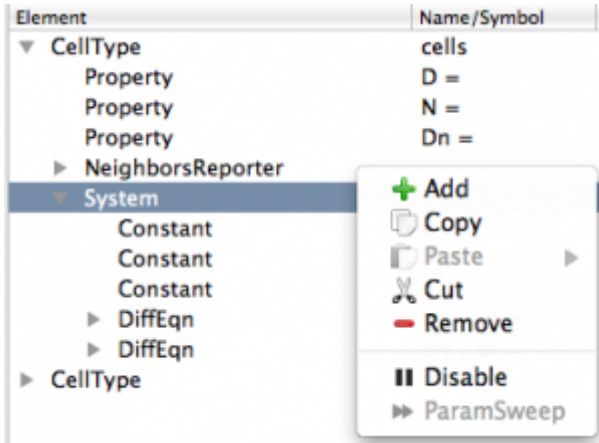 Element Name/Symbol
CellType cells
Property D =
Property N =
Property Dn =
NeighborsReporter
System
Constant
Constant
Constant
DiffEqn
DiffEqn
CellType
Add
Copy
Paste
Cut
Remove
Disable
ParamSweep